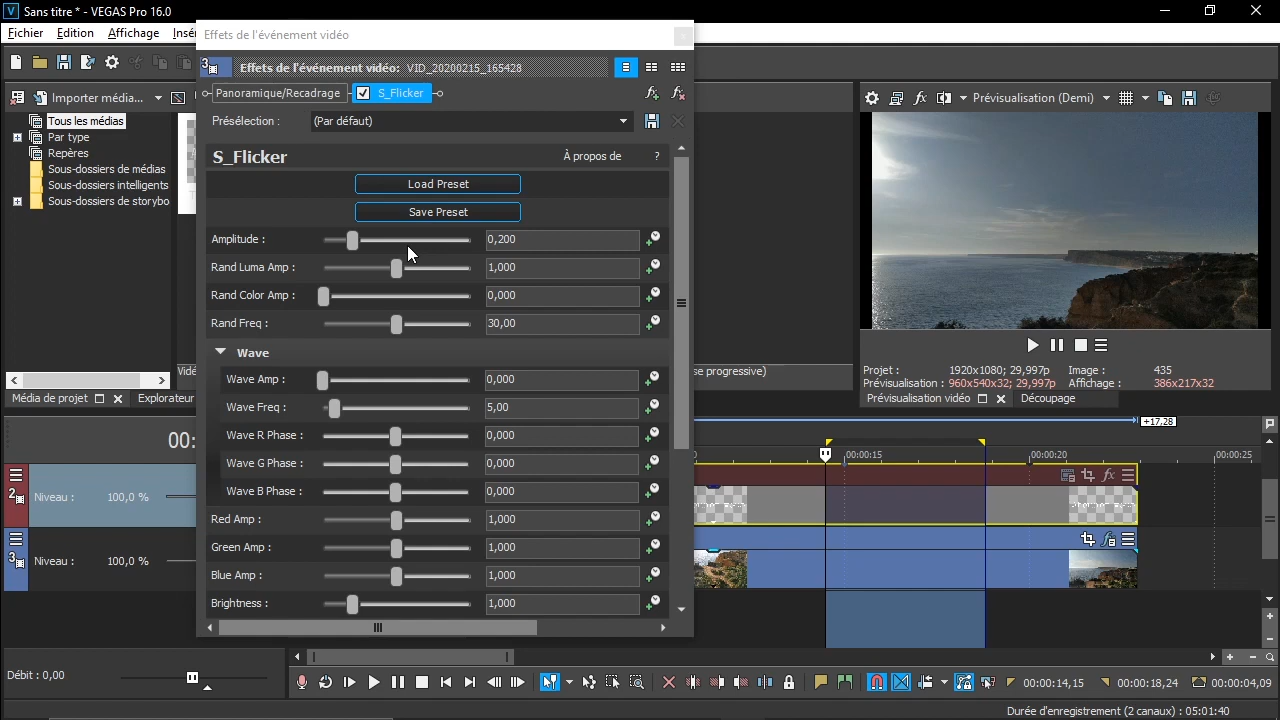 Sans titre * - VEGAS Pro 16.0
Fichier Edition Affichage Insér
Effets de l'événement vidéo
Effets de l'événement vidéo: VID_20200215_165428
Panoramique/Recadrage S_Flicker
Présélection : (Par défaut)
S_Flicker À propos de ?
Load Preset
Save Preset
Amplitude : 0,200
Rand Luma Amp : 1,000
Rand Color Amp : 0,000
Rand Freq : 30,00
Wave
Wave Amp : 0,000
Wave Freq : 5,00
Wave R Phase : 0,000
Wave G Phase : 0,000
Wave B Phase : 0,000
Red Amp : 1,000
Green Amp : 1,000
Blue Amp : 1,000
Brightness : 1,000
Importer média...
Tous les médias
Par type
Repères
Sous-dossiers de médias
Sous-dossiers intelligents
Sous-dossiers de storybo
Vidé
se progressive)
Média de projet Explorateur
Prévisualisation (Demi)
Projet : 1920x1080; 29,997p Image : 435
Prévisualisation : 960x540x32; 29,997p Affichage : 386x217x32
Prévisualisation vidéo Découpage
+17,28
00:
00:00:15 00:00:20 00:00:25
2 Niveau : 100,0 %
3 Niveau : 100,0 %
Débit : 0,00
00:00:14,15 00:00:18,24 00:00:04,09
Durée d'enregistrement (2 canaux) : 05:01:40